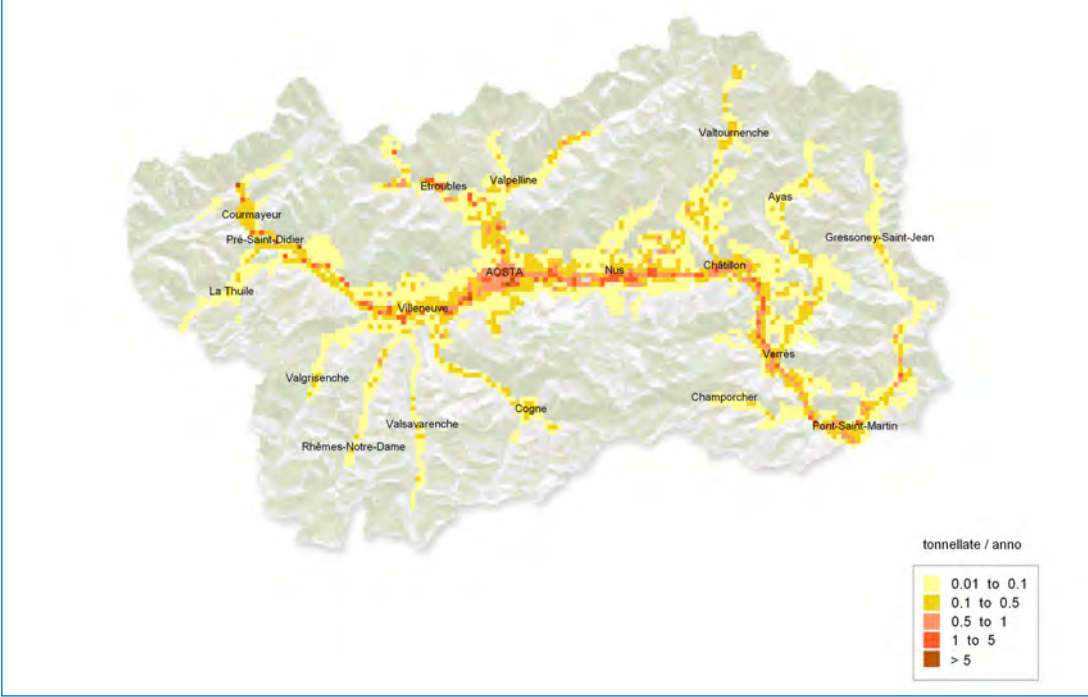 Valtournenche
Etroubles
Valpelline
Ayas
Courmayeur
Pré-Saint-Didier
Gressoney-Saint-Jean
AOSTA
Nus
Châtillon
La Thuile
Villeneuve
Verrès
Valgrisenche
Champorcher
Cogne
Valsavarenche
Pont-Saint-Martin
Rhêmes-Notre-Dame
tonnellate / anno
0.01 to 0.1
0.1 to 0.5
0.5 to 1
1 to 5
> 5